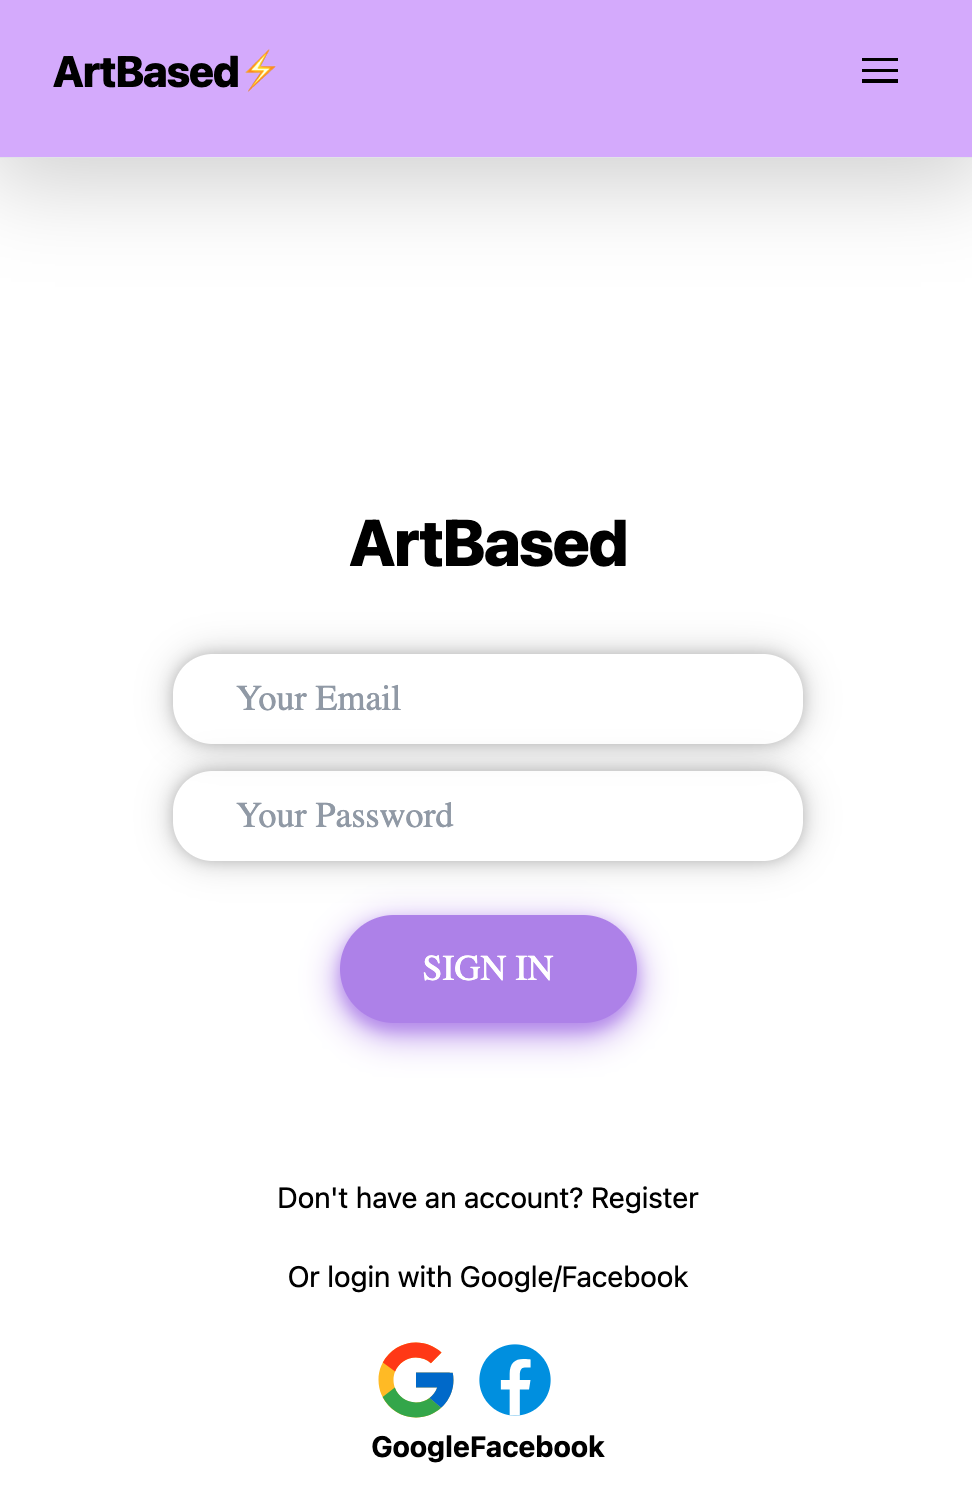 ArtBased⚡
ArtBased
Your Email
Your Password
SIGN IN
Don't have an account? Register
Or login with Google/Facebook
GoogleFacebook